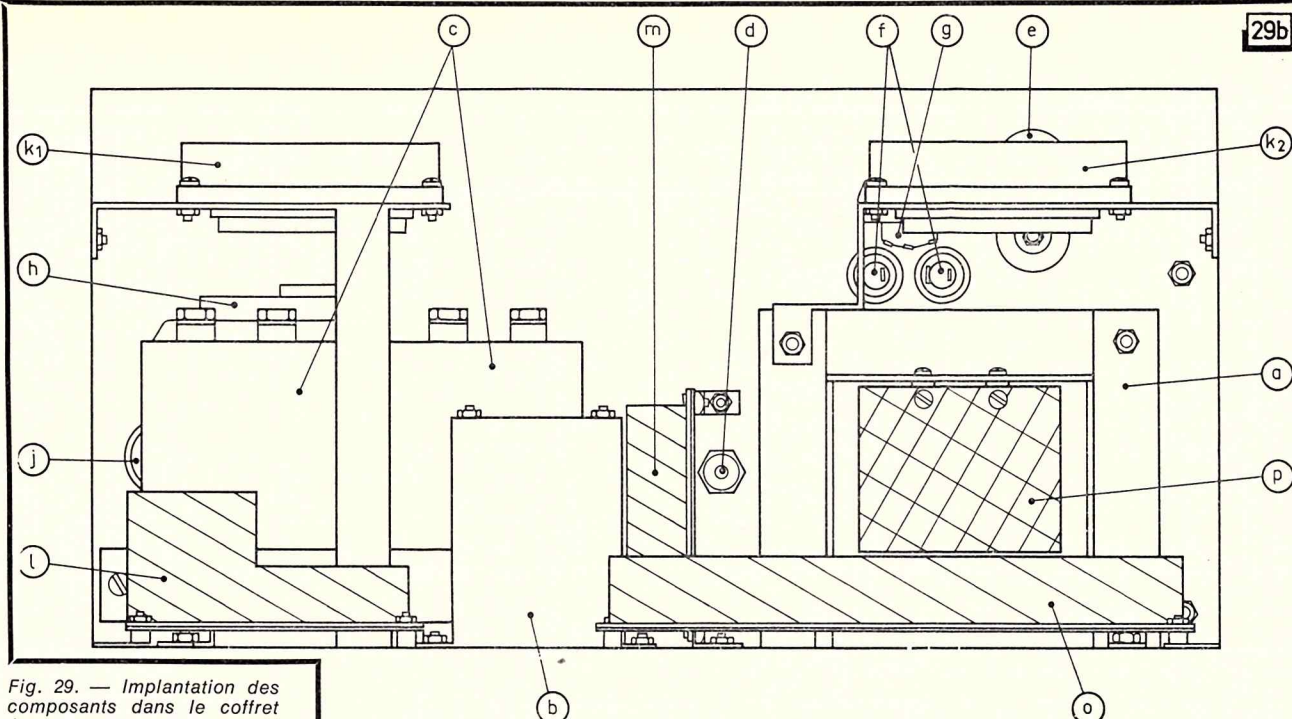 c
m
d
f
g
e
29b
k1
k2
h
a
j
p
l
b
o
Fig. 29. — Implantation des
composants dans le coffret